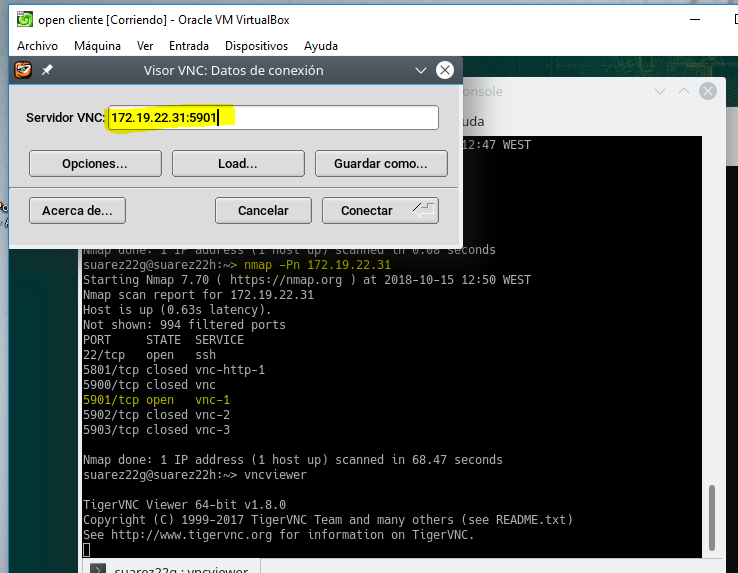 open cliente [Corriendo] - Oracle VM VirtualBox
Archivo Máquina Ver Entrada Dispositivos Ayuda
Visor VNC: Datos de conexión
Servidor VNC: 172.19.22.31:5901
Opciones... Load... Guardar como...
Acerca de... Cancelar Conectar
onsole
uda
12:47 WEST
Nmap done: 1 IP address (1 host up) scanned in 0.08 seconds
suarez22g@suarez22h:~> nmap -Pn 172.19.22.31
Starting Nmap 7.70 ( https://nmap.org ) at 2018-10-15 12:50 WEST
Nmap scan report for 172.19.22.31
Host is up (0.63s latency).
Not shown: 994 filtered ports
PORT     STATE  SERVICE
22/tcp   open   ssh
5801/tcp closed vnc-http-1
5900/tcp closed vnc
5901/tcp open   vnc-1
5902/tcp closed vnc-2
5903/tcp closed vnc-3
Nmap done: 1 IP address (1 host up) scanned in 68.47 seconds
suarez22g@suarez22h:~> vncviewer
TigerVNC Viewer 64-bit v1.8.0
Copyright (C) 1999-2017 TigerVNC Team and many others (see README.txt)
See http://www.tigervnc.org for information on TigerVNC.
suarez22g : vncviewer